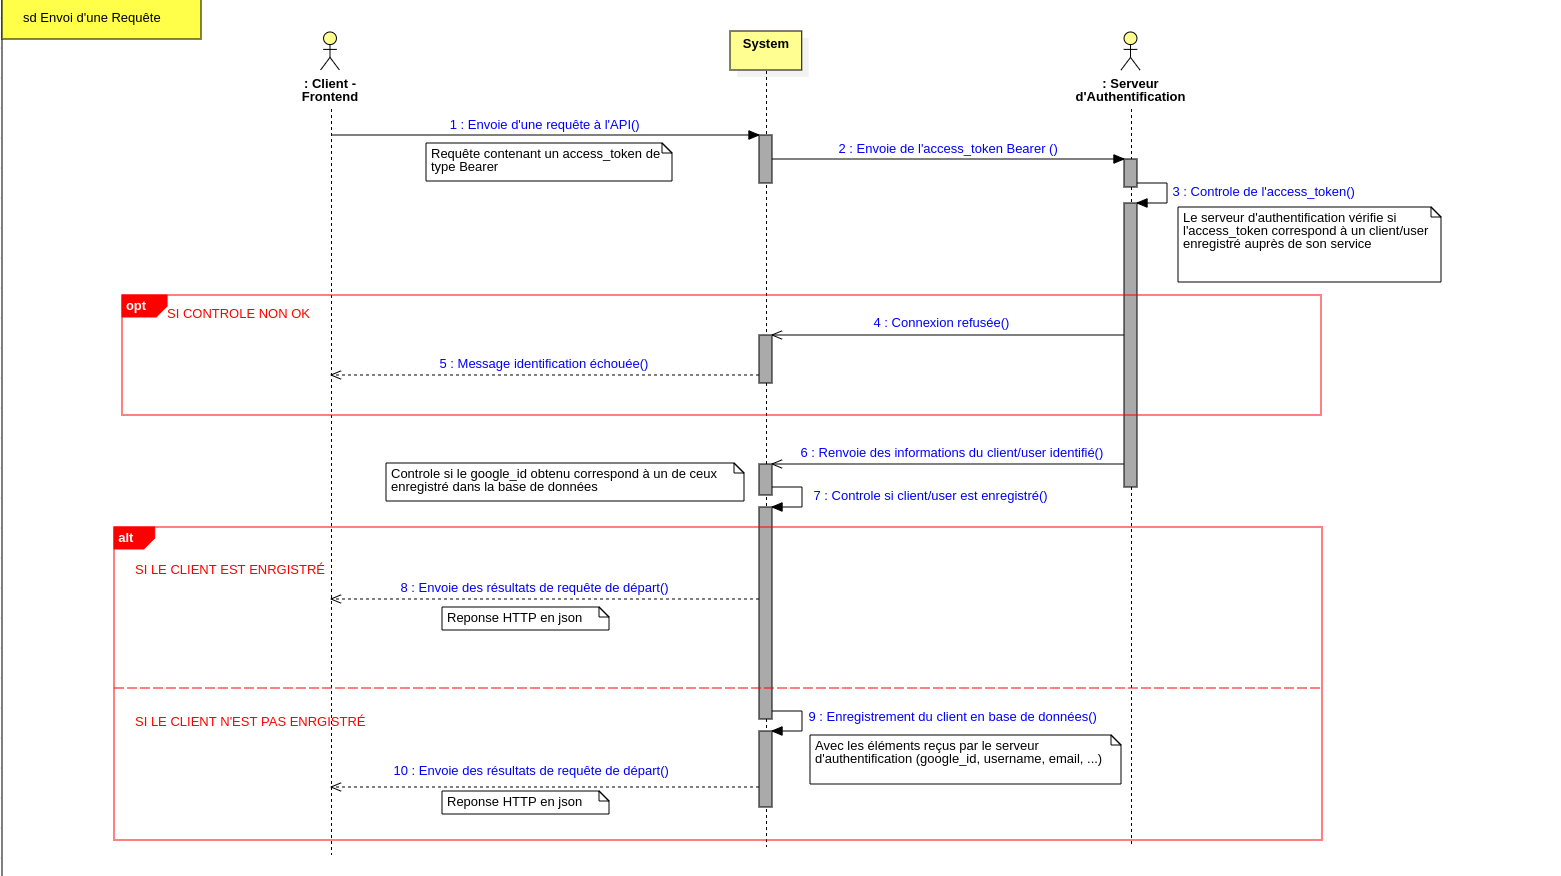 sd Envoi d'une Requête
: Client -
Frontend
System
: Serveur
d'Authentification
1 : Envoie d'une requête à l'API()
Requête contenant un access_token de
type Bearer
2 : Envoie de l'access_token Bearer ()
3 : Controle de l'access_token()
Le serveur d'authentification vérifie si
l'access_token correspond à un client/user
enregistré auprès de son service
opt
SI CONTROLE NON OK
4 : Connexion refusée()
5 : Message identification échouée()
6 : Renvoie des informations du client/user identifié()
Controle si le google_id obtenu correspond à un de ceux
enregistré dans la base de données
7 : Controle si client/user est enregistré()
alt
SI LE CLIENT EST ENRGISTRÉ
8 : Envoie des résultats de requête de départ()
Reponse HTTP en json
SI LE CLIENT N'EST PAS ENRGISTRÉ
9 : Enregistrement du client en base de données()
Avec les éléments reçus par le serveur
d'authentification (google_id, username, email, ...)
10 : Envoie des résultats de requête de départ()
Reponse HTTP en json